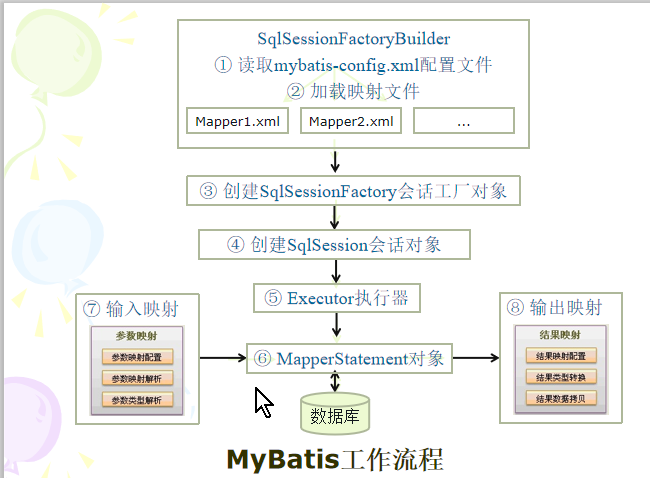 SqlSessionFactoryBuilder
① 读取mybatis-config.xml配置文件
② 加载映射文件
Mapper1.xml
Mapper2.xml
...
③ 创建SqlSessionFactory会话工厂对象
④ 创建SqlSession会话对象
⑤ Executor执行器
⑦ 输入映射
参数映射
参数映射配置
参数映射解析
参数类型解析
⑥ MapperStatement对象
⑧ 输出映射
结果映射
结果映射配置
结果类型转换
结果数据拷贝
数据库
MyBatis工作流程